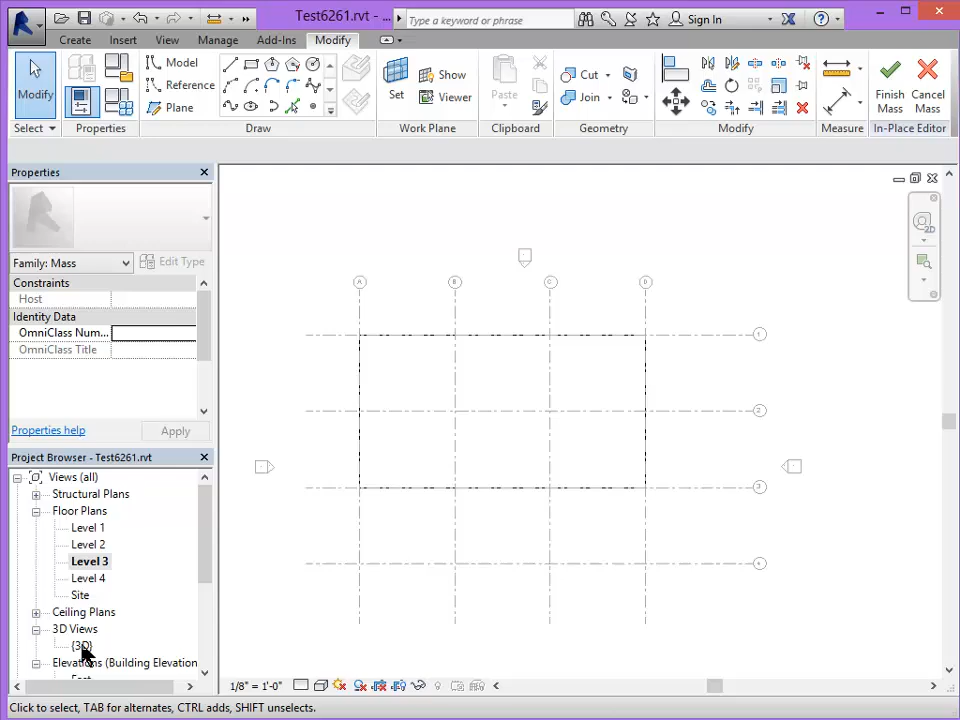 Test6261.rvt - ...
Type a keyword or phrase
Sign In
Create
Insert
View
Manage
Add-Ins
Modify
Modify
Model
Reference
Plane
Set
Show
Viewer
Paste
Cut
Join
Finish
Mass
Cancel
Mass
Select
Properties
Draw
Work Plane
Clipboard
Geometry
Modify
Measure
In-Place Editor
Properties
Family: Mass
Edit Type
Constraints
Host
Identity Data
OmniClass Num...
OmniClass Title
Properties help
Apply
Project Browser - Test6261.rvt
Views (all)
Structural Plans
Floor Plans
Level 1
Level 2
Level 3
Level 4
Site
Ceiling Plans
3D Views
{3D}
Elevations (Building Elevation
A
B
C
D
1
2
3
2D
1/8" = 1'-0"
Click to select, TAB for alternates, CTRL adds, SHIFT unselects.